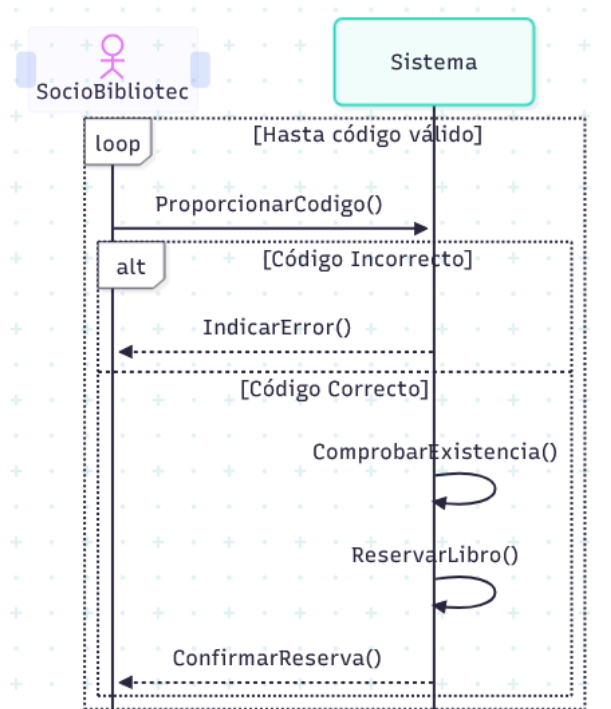 SocioBibliotec
Sistema
loop
[Hasta código válido]
ProporcionarCodigo()
alt
[Código Incorrecto]
IndicarError()
[Código Correcto]
ComprobarExistencia()
ReservarLibro()
ConfirmarReserva()